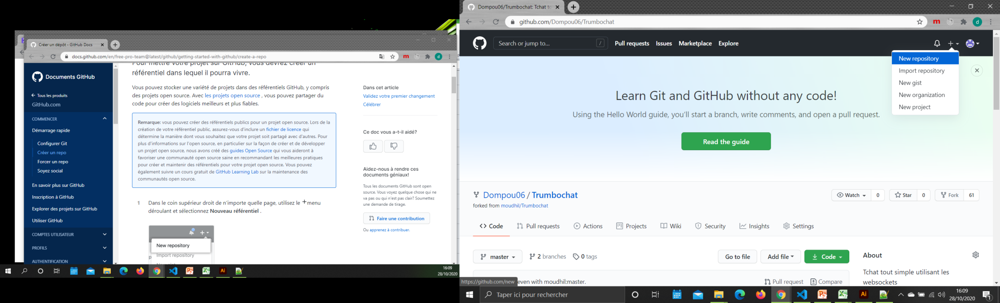 Créer un dépôt - GitHub Docs
docs.github.com/en/free-pro-team@latest/github/getting-started-with-github/create-a-repo
Documents GitHub
Tous les produits
GitHub.com
COMMENCER
Démarrage rapide
Configurer Git
Créer un repo
Forcer un repo
Soyez social
En savoir plus sur GitHub
Inscription à GitHub
Explorer des projets sur GitHub
Utiliser GitHub
COMPTES UTILISATEUR
PROFILS
AUTHENTIFICATION
Pour mettre votre projet sur GitHub, vous devrez créer un
référentiel dans lequel il pourra vivre.
Vous pouvez stocker une variété de projets dans des référentiels GitHub, y compris
des projets open source. Avec les projets open source , vous pouvez partager du
code pour créer des logiciels meilleurs et plus fiables.
Remarque: vous pouvez créer des référentiels publics pour un projet open source. Lors de la
création de votre référentiel public, assurez-vous d'inclure un fichier de licence qui
détermine la manière dont vous souhaitez que votre projet soit partagé avec d'autres. Pour
plus d'informations sur l'open source, en particulier sur la façon de créer et de développer
un projet open source, nous avons créé des guides Open Source qui vous aideront à
favoriser une communauté open source saine en recommandant les meilleures pratiques
pour créer et maintenir des référentiels pour votre projet open source. Vous pouvez
également suivre un cours gratuit de GitHub Learning Lab sur la maintenance des
communautés open source.
1 Dans le coin supérieur droit de n'importe quelle page, utilisez le +menu
déroulant et sélectionnez Nouveau référentiel .
New repository
Import repository
Dans cet article
Validez votre premier changement
Célébrer
Ce doc vous a-t-il aidé?
Aidez-nous à rendre ces
documents géniaux!
Tous les documents GitHub sont open
source. Vous voyez quelque chose qui ne
va pas ou qui n'est pas clair? Soumettez
une demande de tirage.
Faire une contribution
Ou apprenez à contribuer.
16:09
28/10/2020
Dompou06/Trumbochat: Tchat to
github.com/Dompou06/Trumbochat
m
d
Search or jump to... /
Pull requests Issues Marketplace Explore
New repository
Import repository
New gist
New organization
New project
Learn Git and GitHub without any code!
Using the Hello World guide, you'll start a branch, write comments, and open a pull request.
Read the guide
Dompou06 / Trumbochat
forked from moudhil/Trumbochat
Watch 0 Star 0 Fork 61
Code Pull requests Actions Projects Wiki Security Insights Settings
master 2 branches 0 tags Go to file Add file Code
About
Tchat tout simple utilisant les
websockets
https://github.com/new even with moudhil:master. Pull request Compare
Taper ici pour rechercher
16:09
28/10/2020